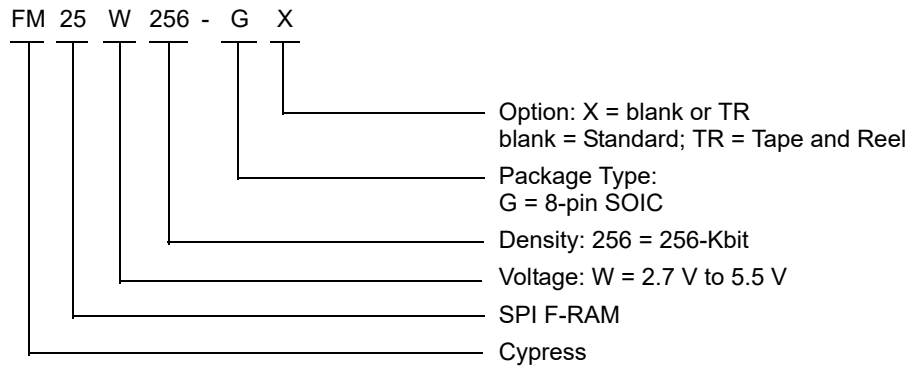 FM 25 W 256 - G X
Option: X = blank or TR
blank = Standard; TR = Tape and Reel
Package Type:
G = 8-pin SOIC
Density: 256 = 256-Kbit
Voltage: W = 2.7 V to 5.5 V
SPI F-RAM
Cypress